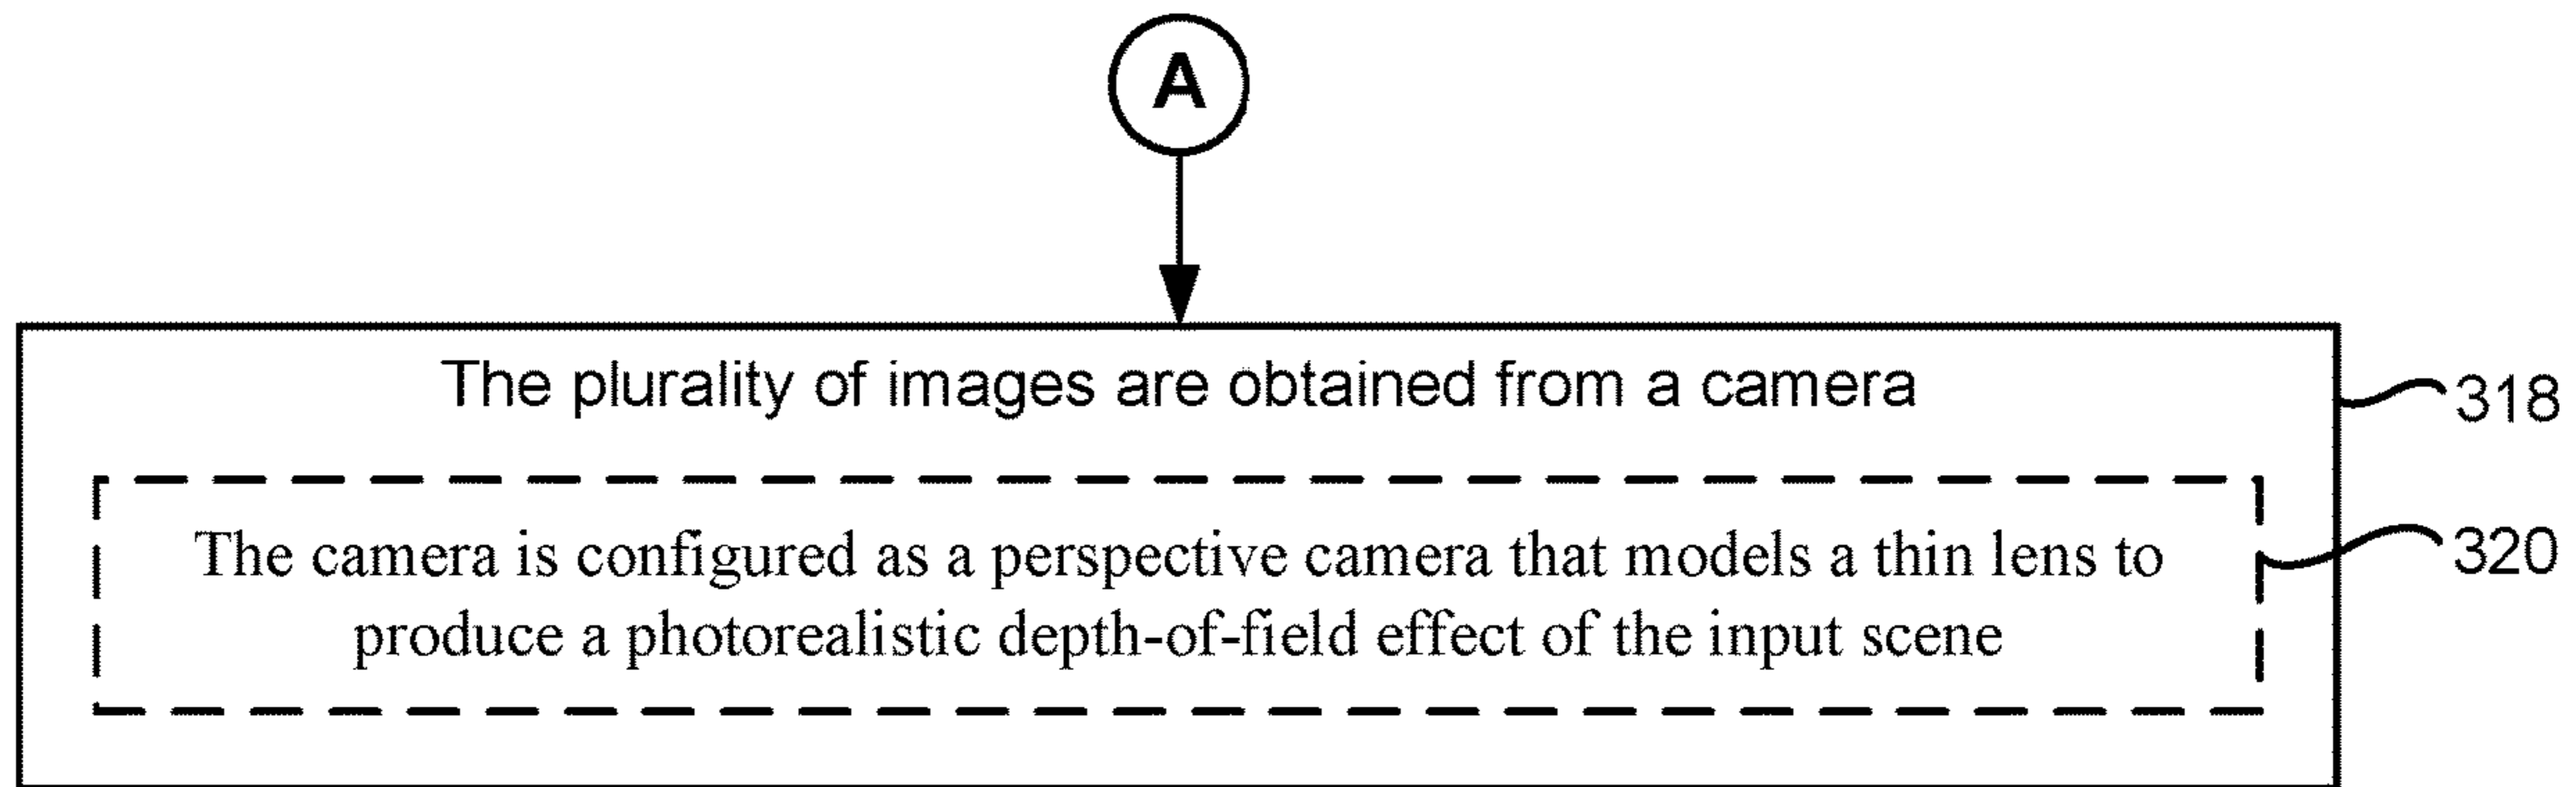 A
The plurality of images are obtained from a camera
318
The camera is configured as a perspective camera that models a thin lens to
produce a photorealistic depth-of-field effect of the input scene
320